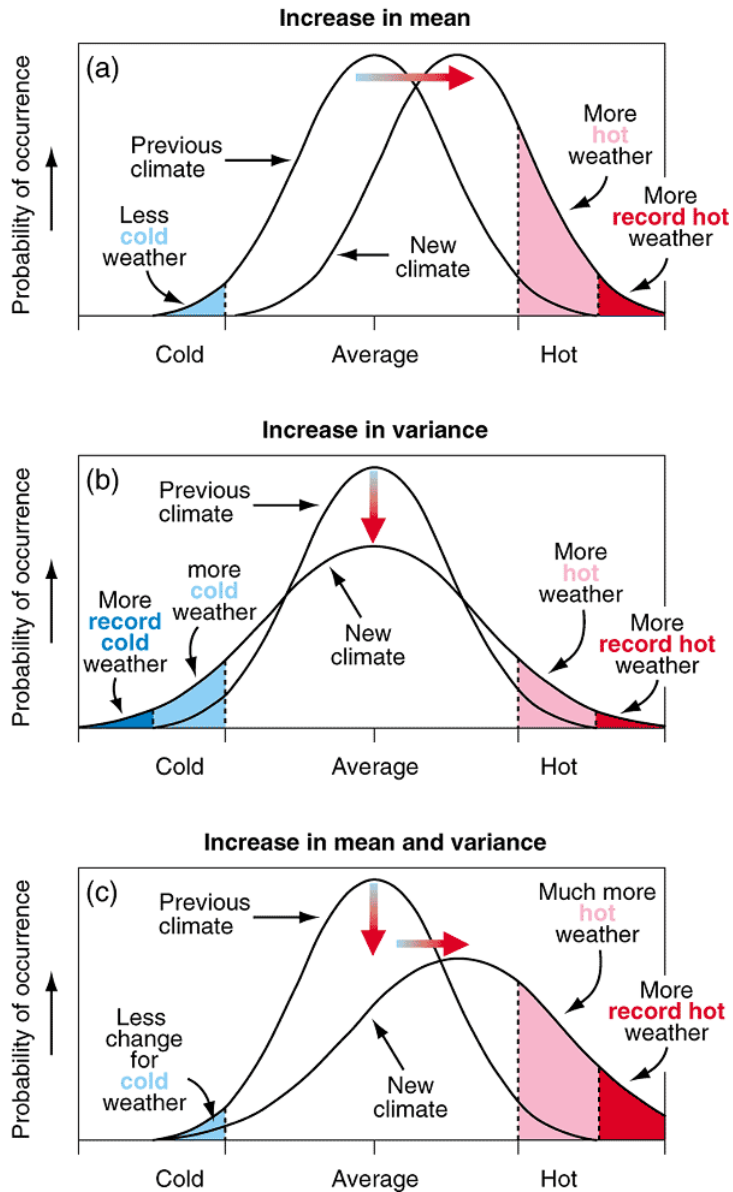 Increase in mean
(a)
Probability of occurrence
Previous
climate
Less
cold
weather
New
climate
More
hot
weather
More
record hot
weather
Cold
Average
Hot
Increase in variance
(b)
Probability of occurrence
Previous
climate
More
record
cold
weather
more
cold
weather
New
climate
More
hot
weather
More
record hot
weather
Cold
Average
Hot
Increase in mean and variance
(c)
Probability of occurrence
Previous
climate
Less
change
for
cold
weather
New
climate
Much more
hot
weather
More
record hot
weather
Cold
Average
Hot